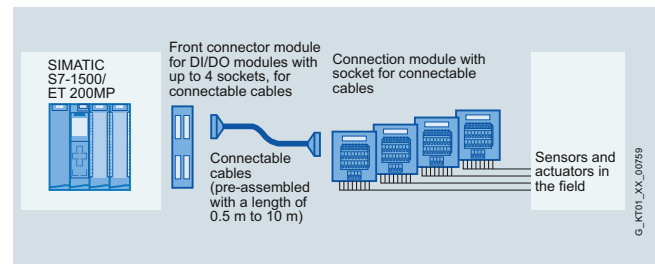 SIMATIC
S7-1500/
ET 200MP
Front connector module
for DI/DO modules with
up to 4 sockets, for
connectable cables
Connectable
cables
(pre-assembled
with a length of
0.5 m to 10 m)
Connection module with
socket for connectable
cables
Sensors and
actuators in
the field
G_KT01_XX_00759